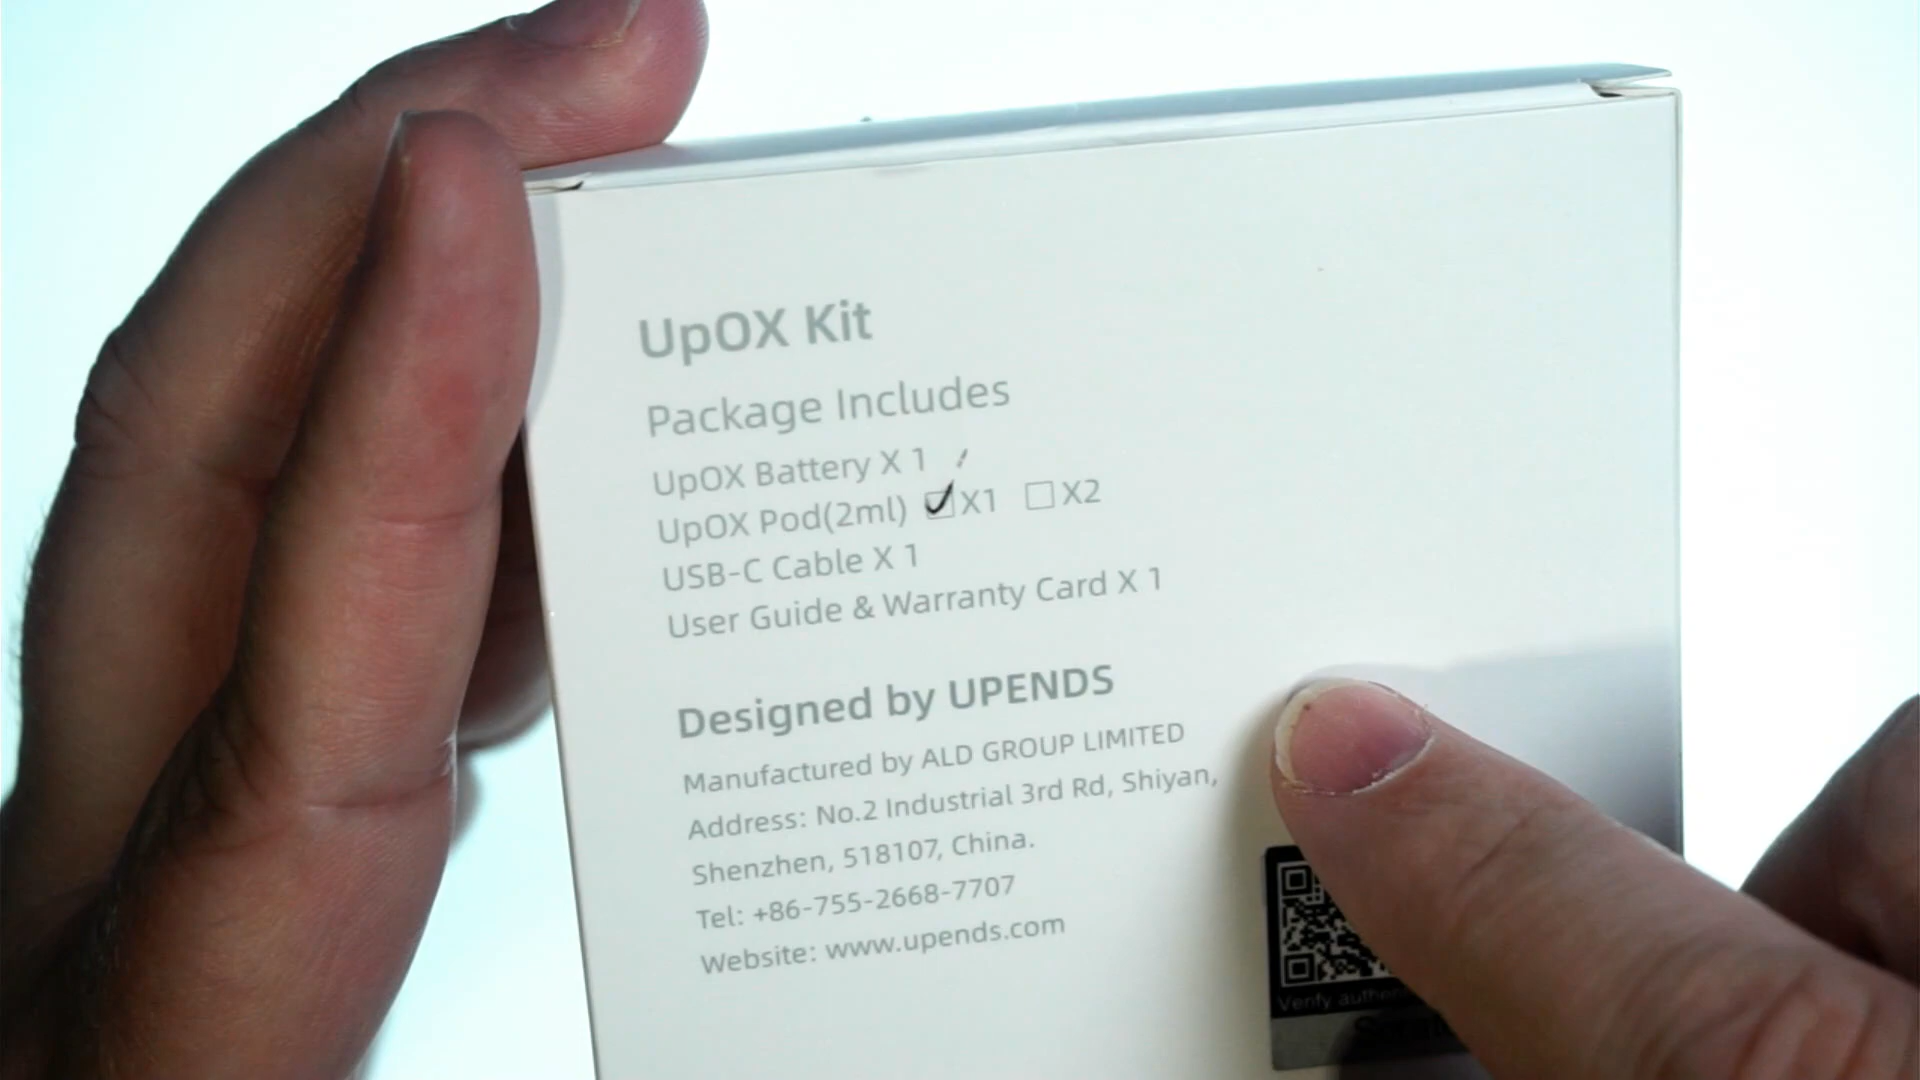 UpOX Kit
Package Includes
UpOX Battery X 1
UpOX Pod(2ml) ☑X1 ☐X2
USB-C Cable X 1
User Guide & Warranty Card X 1
Designed by UPENDS
Manufactured by ALD GROUP LIMITED
Address: No.2 Industrial 3rd Rd, Shiyan,
Shenzhen, 518107, China.
Tel: +86-755-2668-7707
Website: www.upends.com
Verify